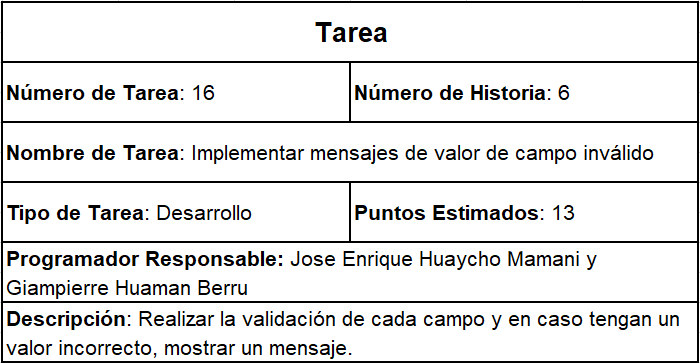 Tarea
Número de Tarea: 16
Número de Historia: 6
Nombre de Tarea: Implementar mensajes de valor de campo inválido
Tipo de Tarea: Desarrollo
Puntos Estimados: 13
Programador Responsable: Jose Enrique Huaycho Mamani y
Giampierre Huaman Berru
Descripción: Realizar la validación de cada campo y en caso tengan un
valor incorrecto, mostrar un mensaje.